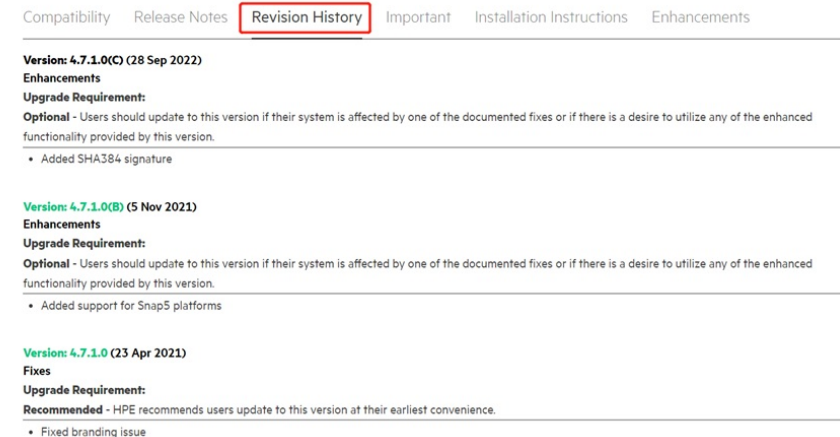 Compatibility Release Notes Revision History Important Installation Instructions Enhancements
Version: 4.7.1.0(C) (28 Sep 2022)
Enhancements
Upgrade Requirement:
Optional - Users should update to this version if their system is affected by one of the documented fixes or if there is a desire to utilize any of the enhanced
functionality provided by this version.
• Added SHA384 signature
Version: 4.7.1.0(B) (5 Nov 2021)
Enhancements
Upgrade Requirement:
Optional - Users should update to this version if their system is affected by one of the documented fixes or if there is a desire to utilize any of the enhanced
functionality provided by this version.
• Added support for Snap5 platforms
Version: 4.7.1.0 (23 Apr 2021)
Fixes
Upgrade Requirement:
Recommended - HPE recommends users update to this version at their earliest convenience.
• Fixed branding issue